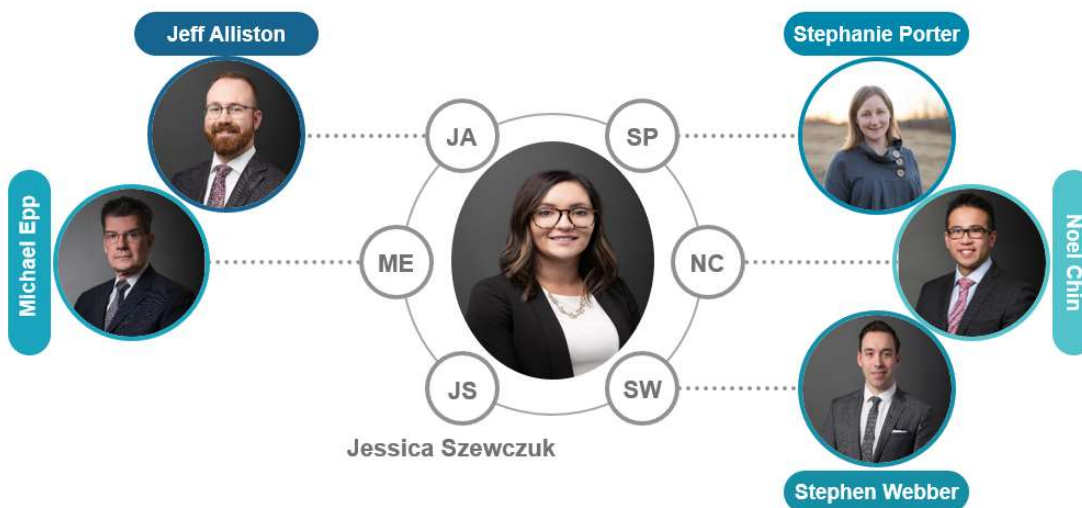 Jeff Alliston
Stephanie Porter
JA
SP
Michael Epp
ME
NC
Noel Chin
JS
SW
Jessica Szewczuk
Stephen Webber